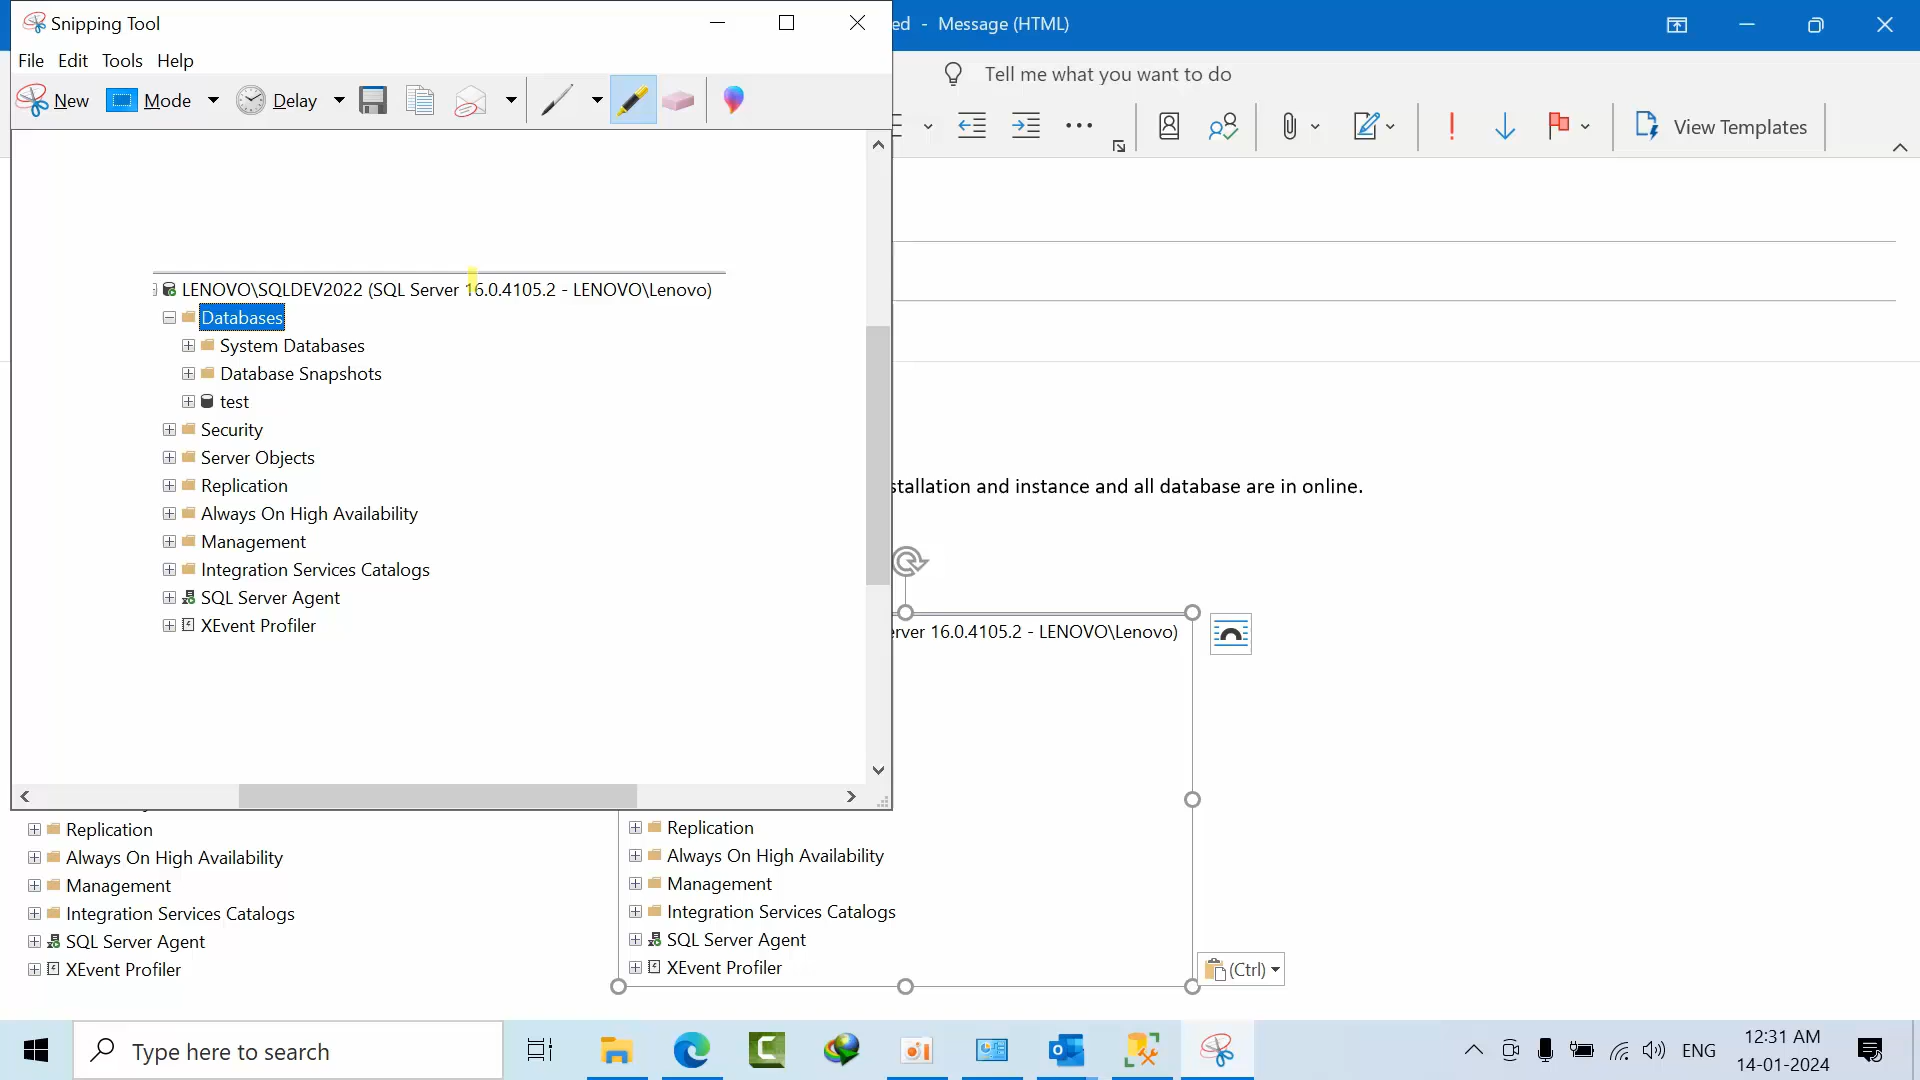 Snipping Tool
ed - Message (HTML)
File Edit Tools Help
Tell me what you want to do
New Mode Delay
View Templates
LENOVO\SQLDEV2022 (SQL Server 16.0.4105.2 - LENOVO\Lenovo)
Databases
System Databases
Database Snapshots
test
Security
Server Objects
Replication
Always On High Availability
Management
Integration Services Catalogs
SQL Server Agent
XEvent Profiler
stallation and instance and all database are in online.
erver 16.0.4105.2 - LENOVO\Lenovo)
Replication
Always On High Availability
Management
Integration Services Catalogs
SQL Server Agent
XEvent Profiler
Replication
Always On High Availability
Management
Integration Services Catalogs
SQL Server Agent
XEvent Profiler
(Ctrl)
Type here to search
ENG
12:31 AM
14-01-2024